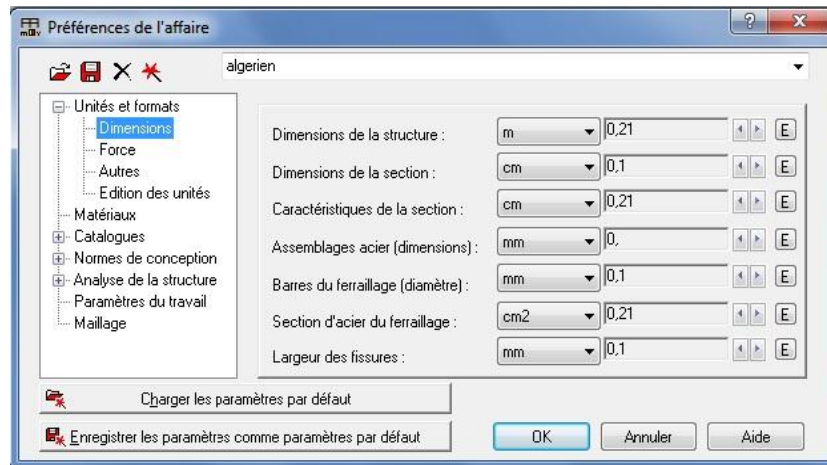 Préférences de l'affaire
algerien
Unités et formats
Dimensions
Force
Autres
Edition des unités
Matériaux
Catalogues
Normes de conception
Analyse de la structure
Paramètres du travail
Maillage
Dimensions de la structure : m 0,21 E
Dimensions de la section : cm 0,1 E
Caractéristiques de la section : cm 0,21 E
Assemblages acier (dimensions) : mm 0, E
Barres du ferraillage (diamètre) : mm 0,1 E
Section d'acier du ferraillage : cm2 0,21 E
Largeur des fissures : mm 0,1 E
Charger les paramètres par défaut
Enregistrer les paramètres comme paramètres par défaut
OK Annuler Aide